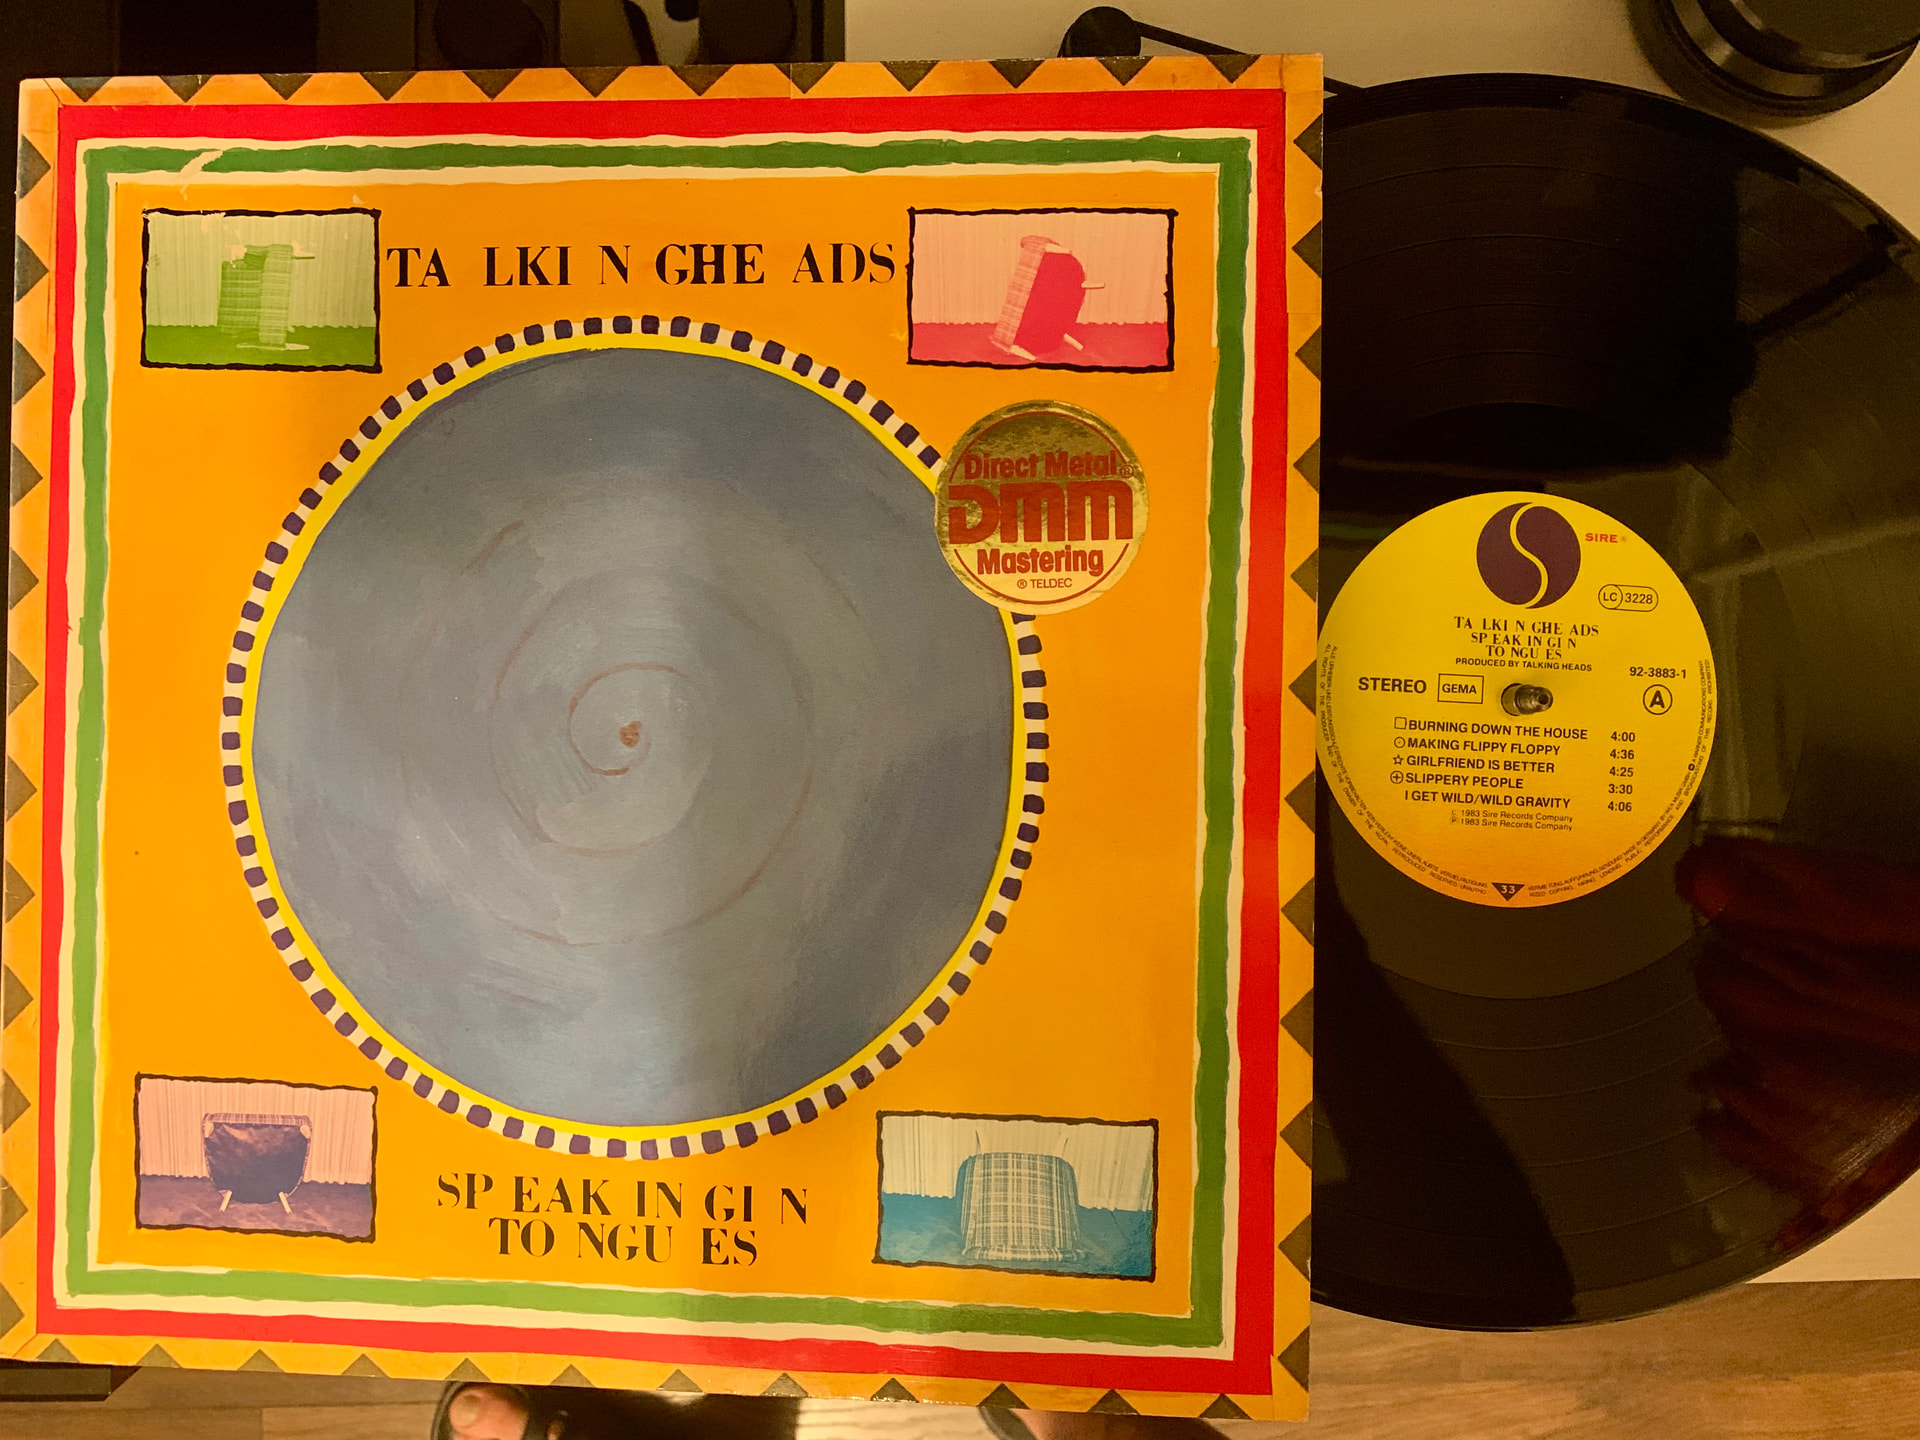 TA LKI N GHE ADS
Direct Metal ®
DMM
Mastering
® TELDEC
SP EAK IN GI N
TO NGU ES
SIRE
LC 3228
TA LKI N GHE ADS
SP EAK IN GI N
TO NGU ES
PRODUCED BY TALKING HEADS
92-3883-1
STEREO GEMA A
BURNING DOWN THE HOUSE 4:00
MAKING FLIPPY FLOPPY 4:36
GIRLFRIEND IS BETTER 4:25
SLIPPERY PEOPLE 3:30
I GET WILD/WILD GRAVITY 4:06
© 1983 Sire Records Company
℗ 1983 Sire Records Company
33